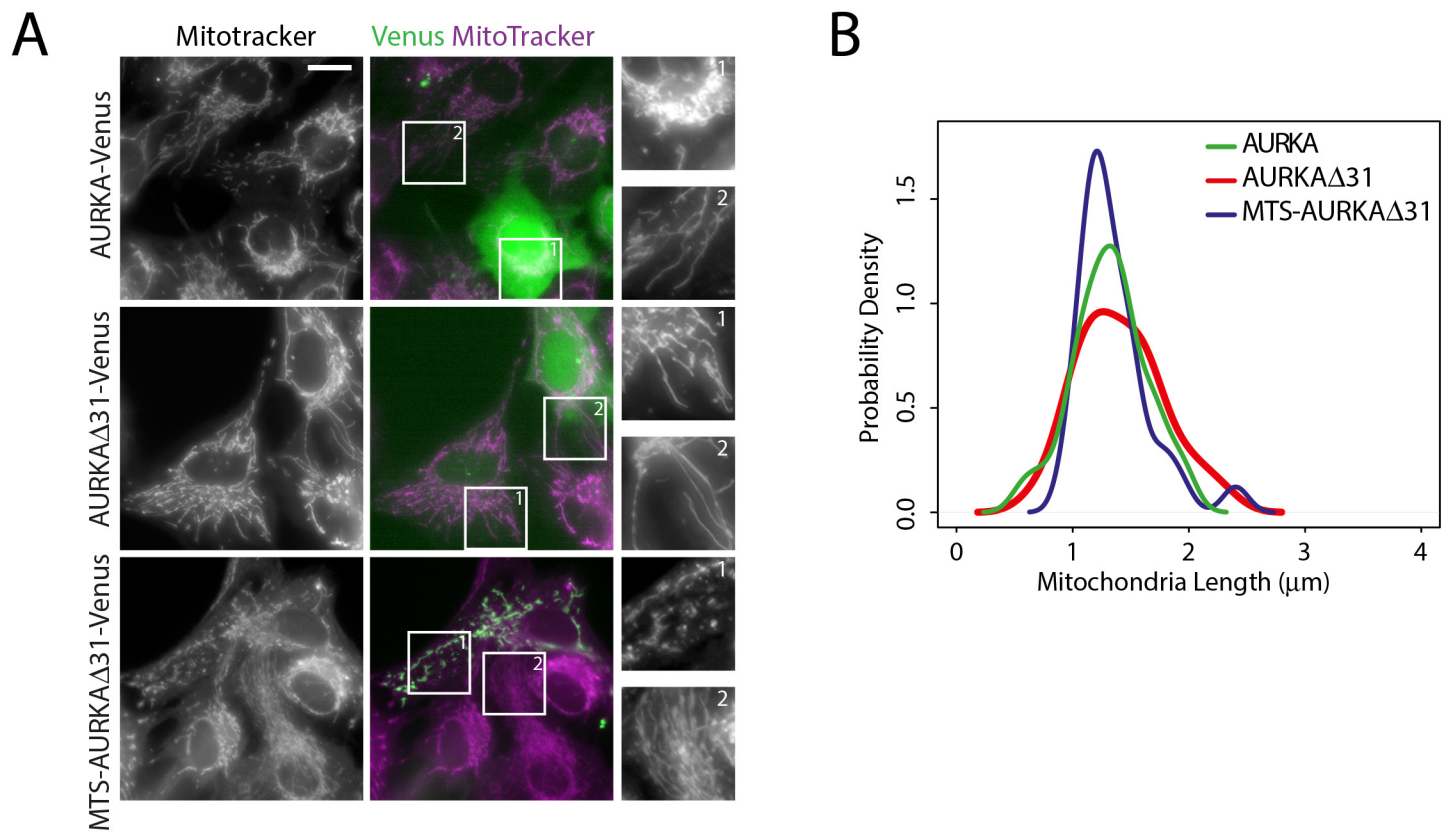 A
Mitotracker
Venus MitoTracker
AURKA-Venus
1
2
2
1
AURKAΔ31-Venus
1
2
2
1
MTS-AURKAΔ31-Venus
1
2
1
2
B
Probability Density
1.5
1.0
0.5
0.0
AURKA
AURKAΔ31
MTS-AURKAΔ31
0 1 2 3 4
Mitochondria Length (μm)